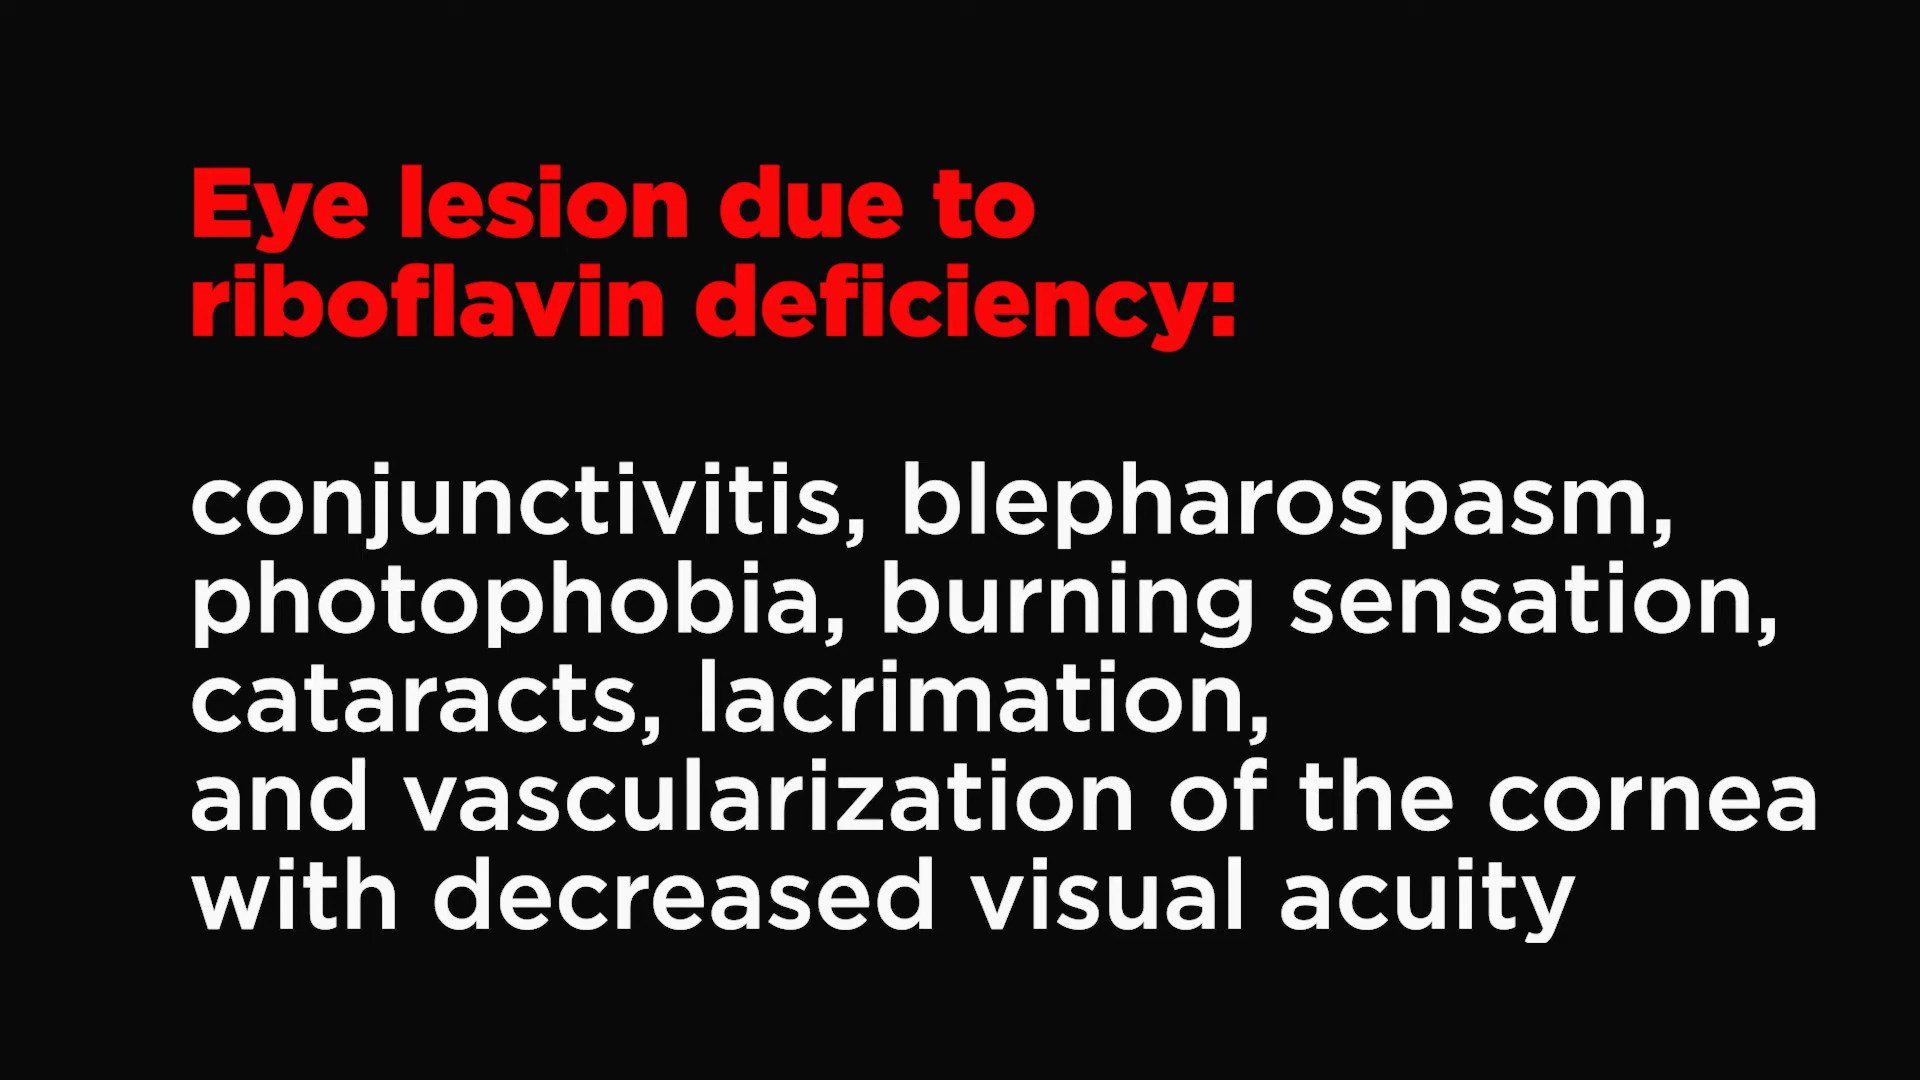 Eye lesion due to
riboflavin deficiency:
conjunctivitis, blepharospasm,
photophobia, burning sensation,
cataracts, lacrimation,
and vascularization of the cornea
with decreased visual acuity